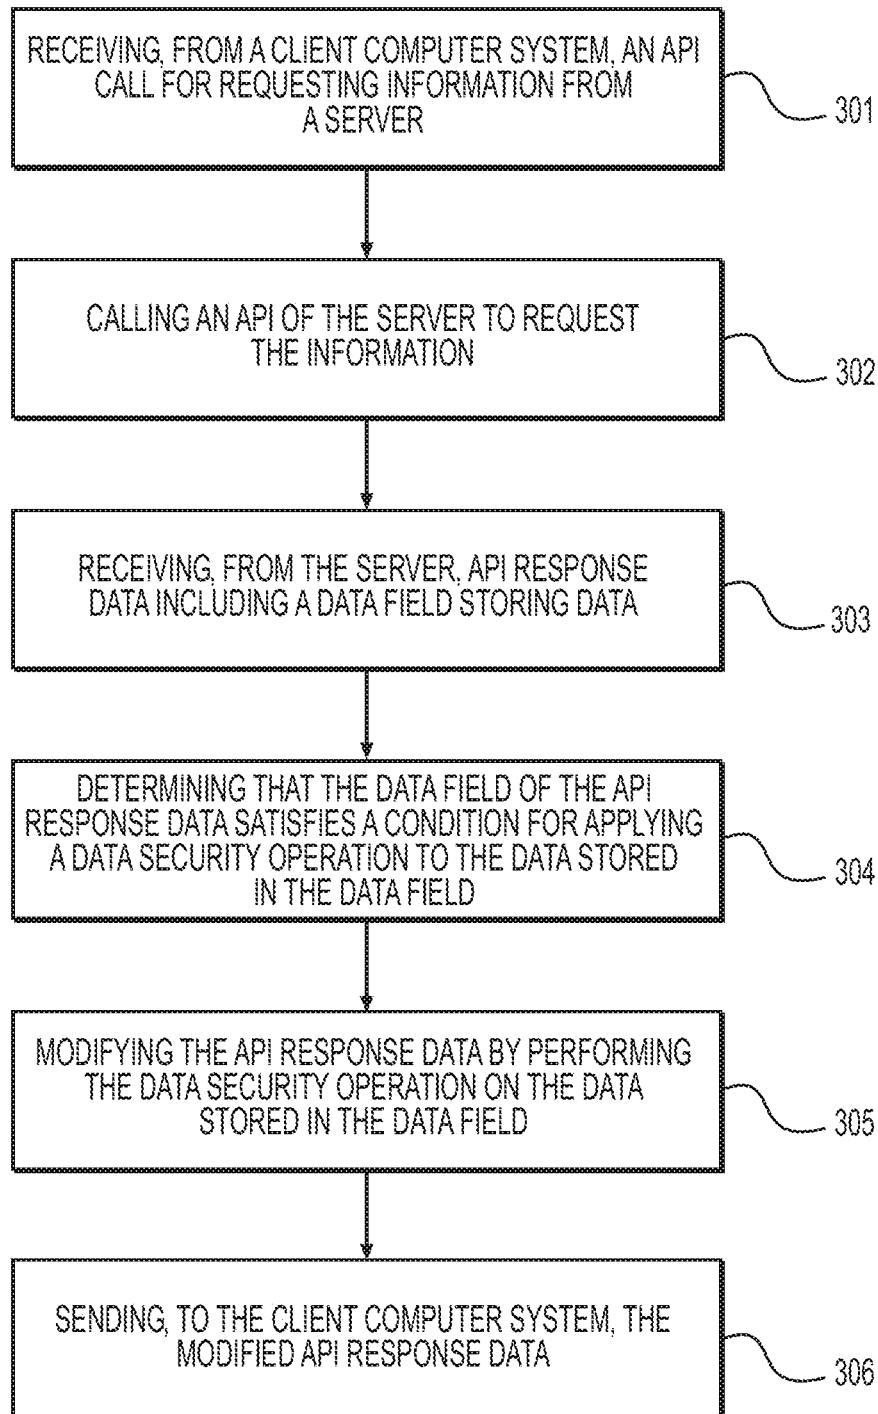 RECEIVING, FROM A CLIENT COMPUTER SYSTEM, AN API
CALL FOR REQUESTING INFORMATION FROM
A SERVER
301
CALLING AN API OF THE SERVER TO REQUEST
THE INFORMATION
302
RECEIVING, FROM THE SERVER, API RESPONSE
DATA INCLUDING A DATA FIELD STORING DATA
303
DETERMINING THAT THE DATA FIELD OF THE API
RESPONSE DATA SATISFIES A CONDITION FOR APPLYING
A DATA SECURITY OPERATION TO THE DATA STORED
IN THE DATA FIELD
304
MODIFYING THE API RESPONSE DATA BY PERFORMING
THE DATA SECURITY OPERATION ON THE DATA
STORED IN THE DATA FIELD
305
SENDING, TO THE CLIENT COMPUTER SYSTEM, THE
MODIFIED API RESPONSE DATA
306